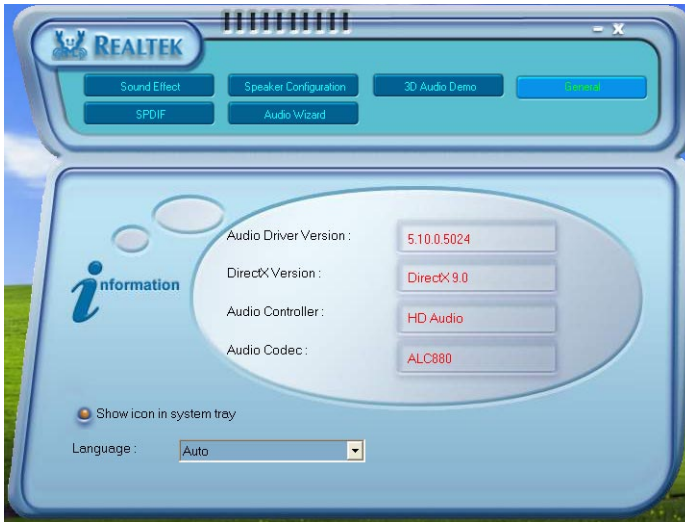 REALTEK
- X
Sound Effect
Speaker Configuration
3D Audio Demo
General
SPDIF
Audio Wizard
information
Audio Driver Version :
5.10.0.5024
DirectX Version :
DirectX 9.0
Audio Controller :
HD Audio
Audio Codec :
ALC880
Show icon in system tray
Language :
Auto